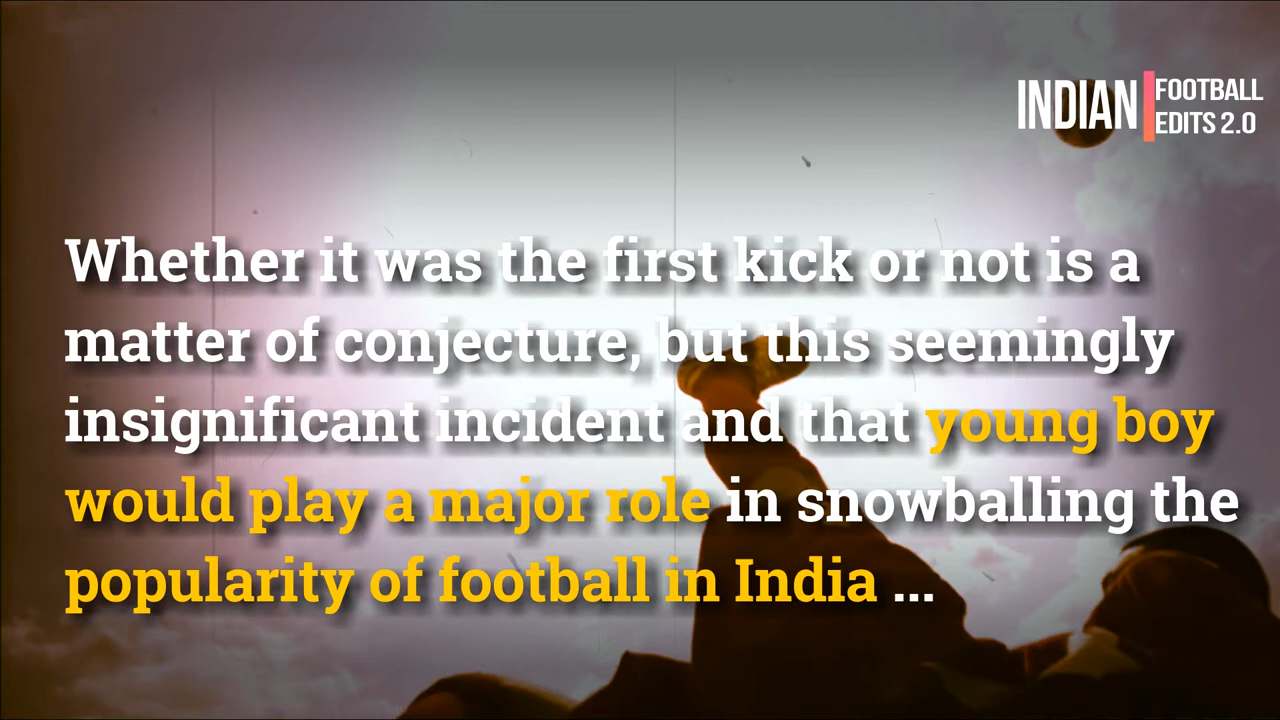 INDIAN FOOTBALL
EDITS 2.0
Whether it was the first kick or not is a
matter of conjecture, but this seemingly
insignificant incident and that young boy
would play a major role in snowballing the
popularity of football in India ...